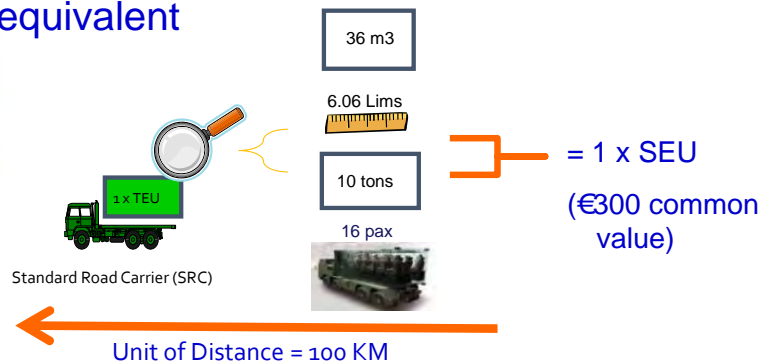 equivalent
36 m3
6.06 Lims
1 x TEU
10 tons
16 pax
= 1 x SEU
(€300 common
value)
Standard Road Carrier (SRC)
Unit of Distance = 100 KM